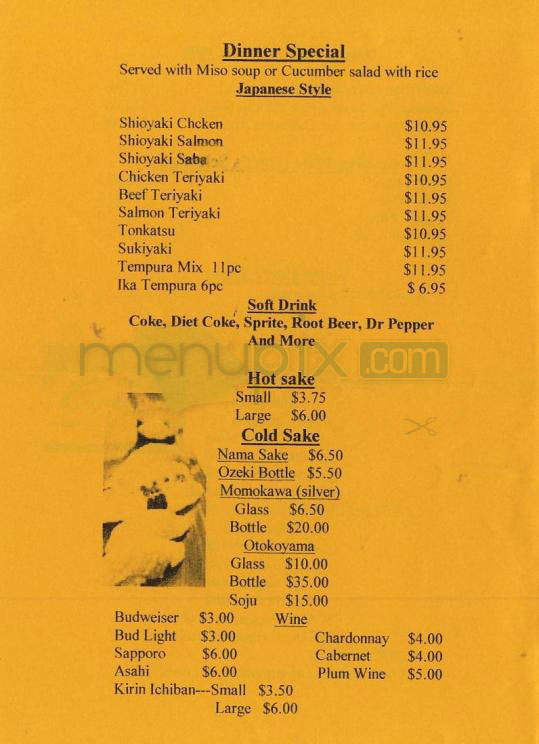 Dinner Special
Served with Miso soup or Cucumber salad with rice
Japanese Style
Shioyaki Chcken $10.95
Shioyaki Salmon $11.95
Shioyaki Saba $11.95
Chicken Teriyaki $10.95
Beef Teriyaki $11.95
Salmon Teriyaki $11.95
Tonkatsu $10.95
Sukiyaki $11.95
Tempura Mix 11pc $11.95
Ika Tempura 6pc $ 6.95
Soft Drink
Coke, Diet Coke, Sprite, Root Beer, Dr Pepper
And More
menupix.com
Hot sake
Small $3.75
Large $6.00
Cold Sake
Nama Sake $6.50
Ozeki Bottle $5.50
Momokawa (silver)
Glass $6.50
Bottle $20.00
Otokoyama
Glass $10.00
Bottle $35.00
Soju $15.00
Budweiser $3.00 Wine
Bud Light $3.00 Chardonnay $4.00
Sapporo $6.00 Cabernet $4.00
Asahi $6.00 Plum Wine $5.00
Kirin Ichiban---Small $3.50
Large $6.00